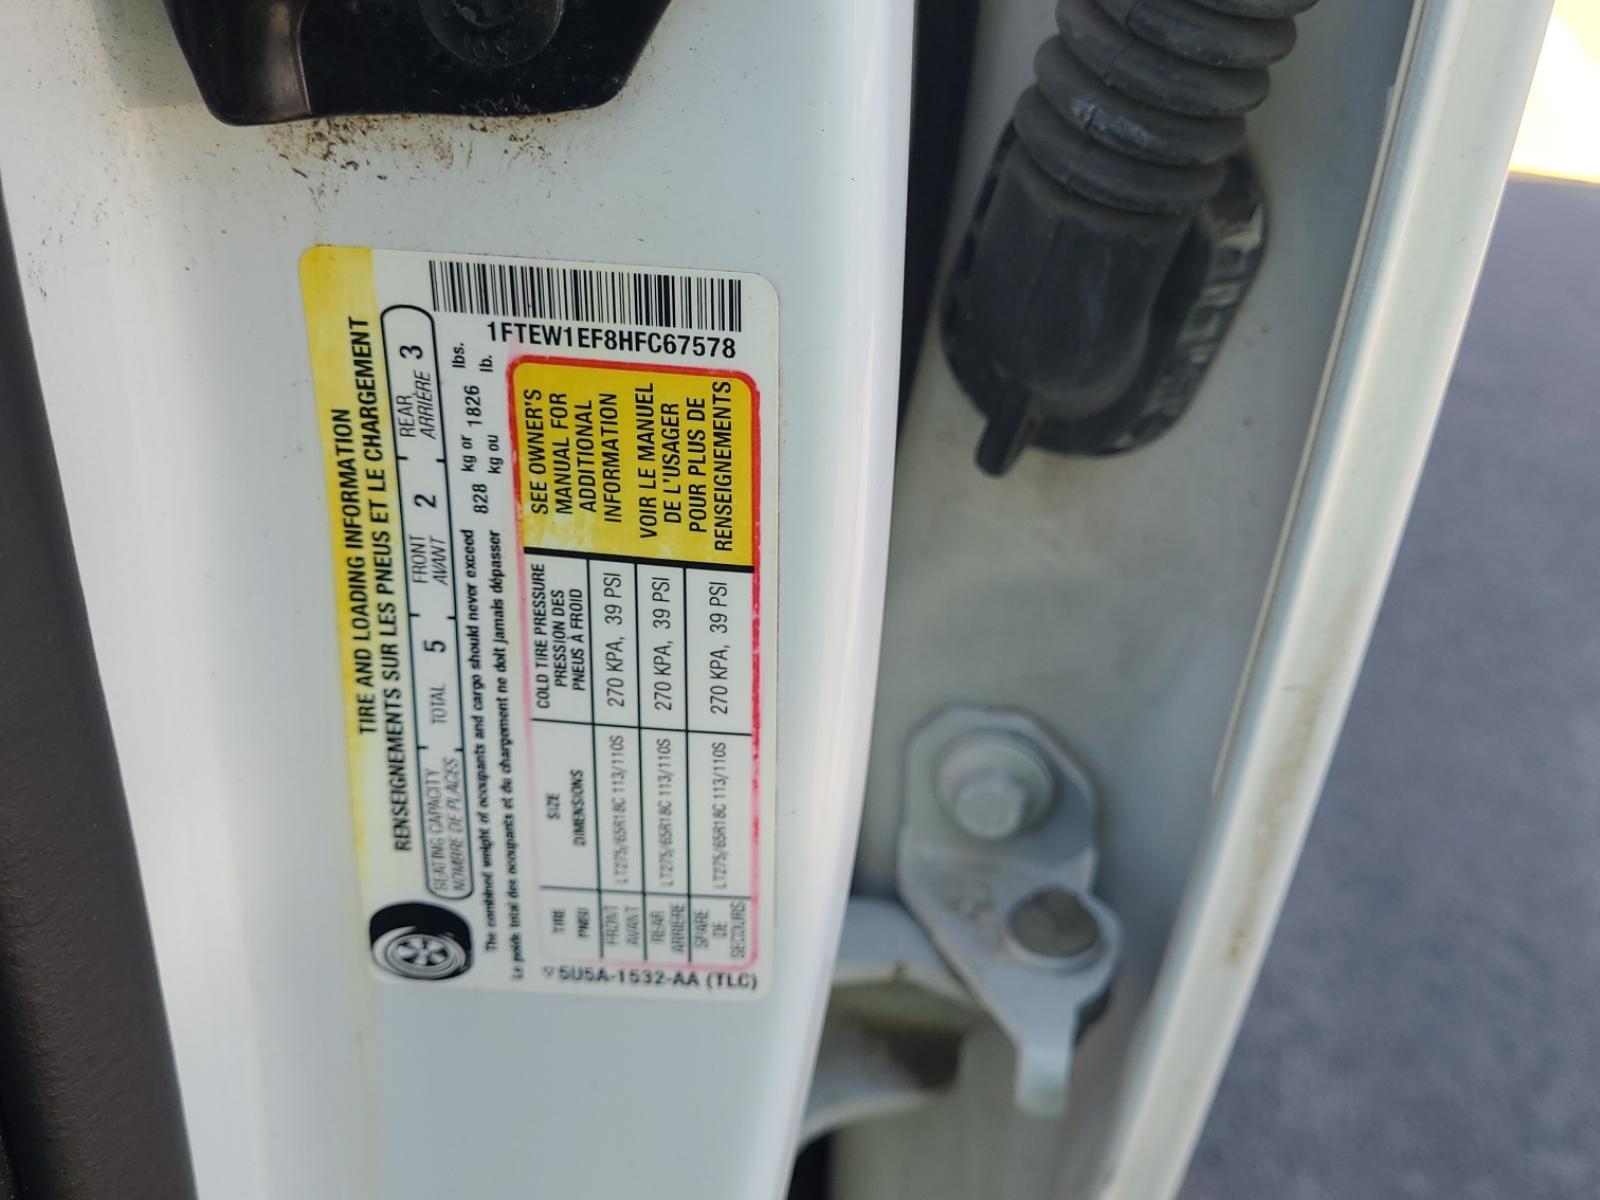 TIRE AND LOADING INFORMATION
RENSEIGNEMENTS SUR LES PNEUS ET LE CHARGEMENT
SEATING CAPACITY TOTAL 5 FRONT 2 REAR 3
NOMBRE DE PLACES AVANT ARRIÈRE
The combined weight of occupants and cargo should never exceed 828 kg or 1826 lbs.
Le poids total des occupants et du chargement ne doit jamais dépasser kg ou lb.
1FTEW1EF8HFC67578
TIRE SIZE COLD TIRE PRESSURE
PNEU DIMENSIONS PRESSION DES
PNEUS À FROID
FRONT LT275/65R18C 113/110S 270 KPA, 39 PSI
AVANT
REAR LT275/65R18C 113/110S 270 KPA, 39 PSI
ARRIÈRE
SPARE LT275/65R18C 113/110S 270 KPA, 39 PSI
DE
SECOURS
SEE OWNER'S
MANUAL FOR
ADDITIONAL
INFORMATION
VOIR LE MANUEL
DE L'USAGER
POUR PLUS DE
RENSEIGNEMENTS
5U5A-1532-AA (TLC)